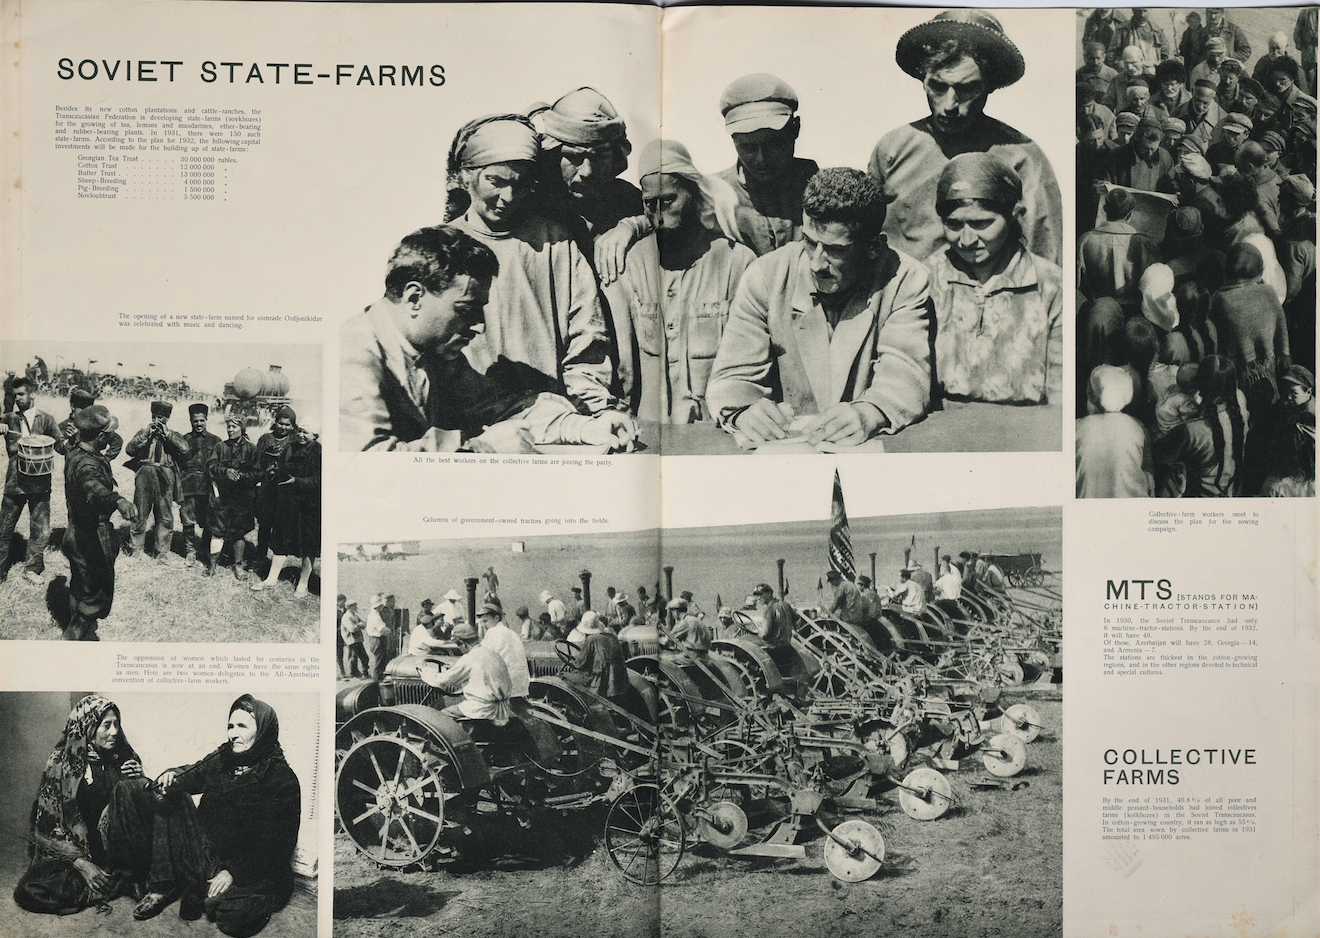 SOVIET STATE-FARMS
Besides its new cotton plantations and cattle-ranches, the
Transcaucasian Federation is developing state-farms (sovkhozes)
for the growing of tea, lemons and mandarines, ether-bearing
and rubber-bearing plants. In 1931, there were 150 such
state-farms. According to the plan for 1932, the following capital
investments will be made for the building up of state-farms:
Georgian Tea Trust . . . . . . 30 000 000 rubles.
Cotton Trust . . . . . . . . 12 000 000 "
Butter Trust . . . . . . . . 13 000 000 "
Sheep-Breeding . . . . . . . 4 000 000 "
Pig-Breeding . . . . . . . . 1 500 000 "
Novloubtrust . . . . . . . . 5 500 000 "
The opening of a new state-farm named for comrade Ordjonikidze
was celebrated with music and dancing.
All the best workers on the collective farms are joining the party.
Columns of government-owned tractors going into the fields.
The oppression of women which lasted for centuries in the
Transcaucasus is now at an end. Women have the same rights
as men. Here are two women-delegates to the All-Azerbaijan
convention of collective-farm workers.
Collective-farm workers meet to
discuss the plan for the sowing
campaign.
MTS (STANDS FOR MA-
CHINE-TRACTOR-STATION)
In 1930, the Soviet Transcaucasus had only
6 machine-tractor-stations. By the end of 1932,
it will have 49.
Of these, Azerbaijan will have 28, Georgia—14,
and Armenia—7.
The stations are thickest in the cotton-growing
regions, and in the other regions devoted to technical
and special cultures.
COLLECTIVE
FARMS
By the end of 1931, 40.8 % of all poor and
middle peasant-households had joined collectives
farms (kolkhozes) in the Soviet Transcaucasus.
In cotton-growing country, it ran as high as 55 %.
The total area sown by collective farms in 1931
amounted to 1 495 000 acres.